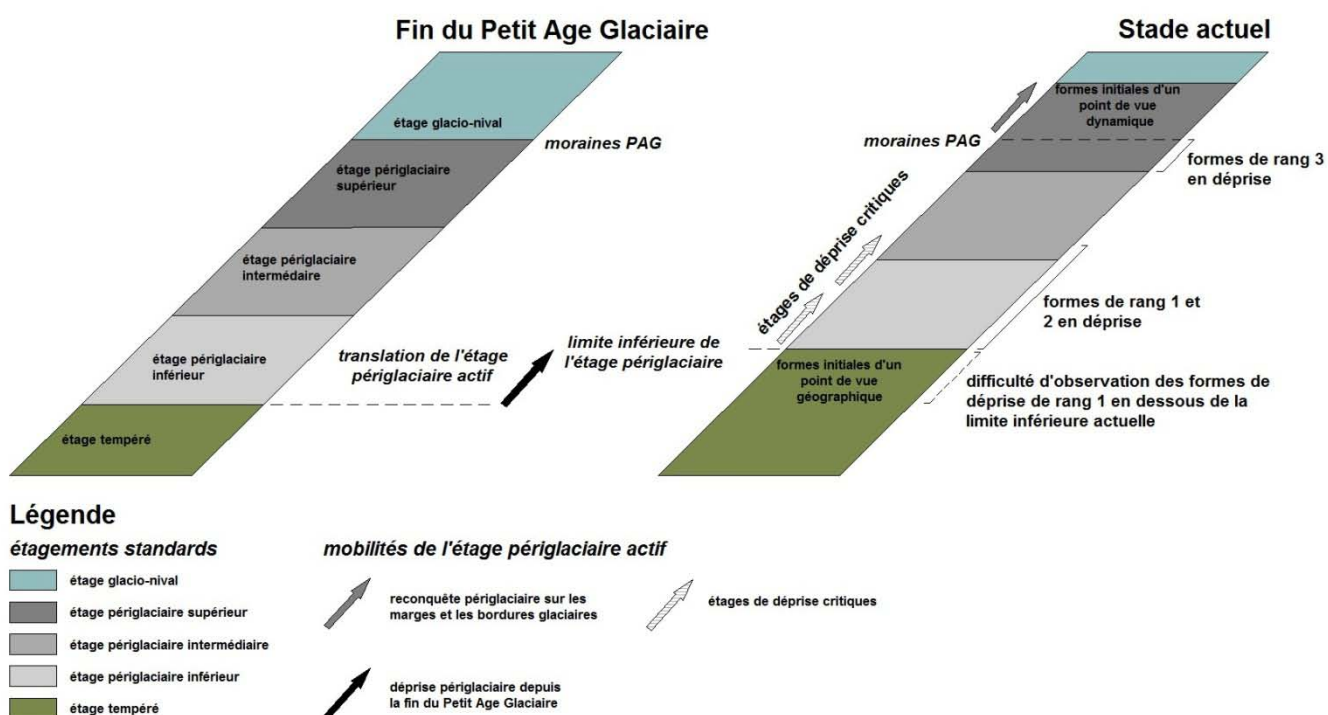 Fin du Petit Age Glaciaire
étage glacio-nival
moraines PAG
étage périglaciaire
supérieur
étage périglaciaire
intermédaire
étage périglaciaire
inférieur
étage tempéré
translation de l'étage
périglaciaire actif
limite inférieure de
l'étage périglaciaire
Stade actuel
formes initiales d'un
point de vue
dynamique
moraines PAG
formes de rang 3
en déprise
étages de déprise critiques
formes de rang 1 et
2 en déprise
formes initiales d'un
point de vue
géographique
difficulté d'observation des formes de
déprise de rang 1 en dessous de la
limite inférieure actuelle
Légende
étagements standards
étage glacio-nival
étage périglaciaire supérieur
étage périglaciaire intermédiaire
étage périglaciaire inférieur
étage tempéré
mobilités de l'étage périglaciaire actif
reconquête périglaciaire sur les
marges et les bordures glaciaires
étages de déprise critiques
déprise périglaciaire depuis
la fin du Petit Age Glaciaire